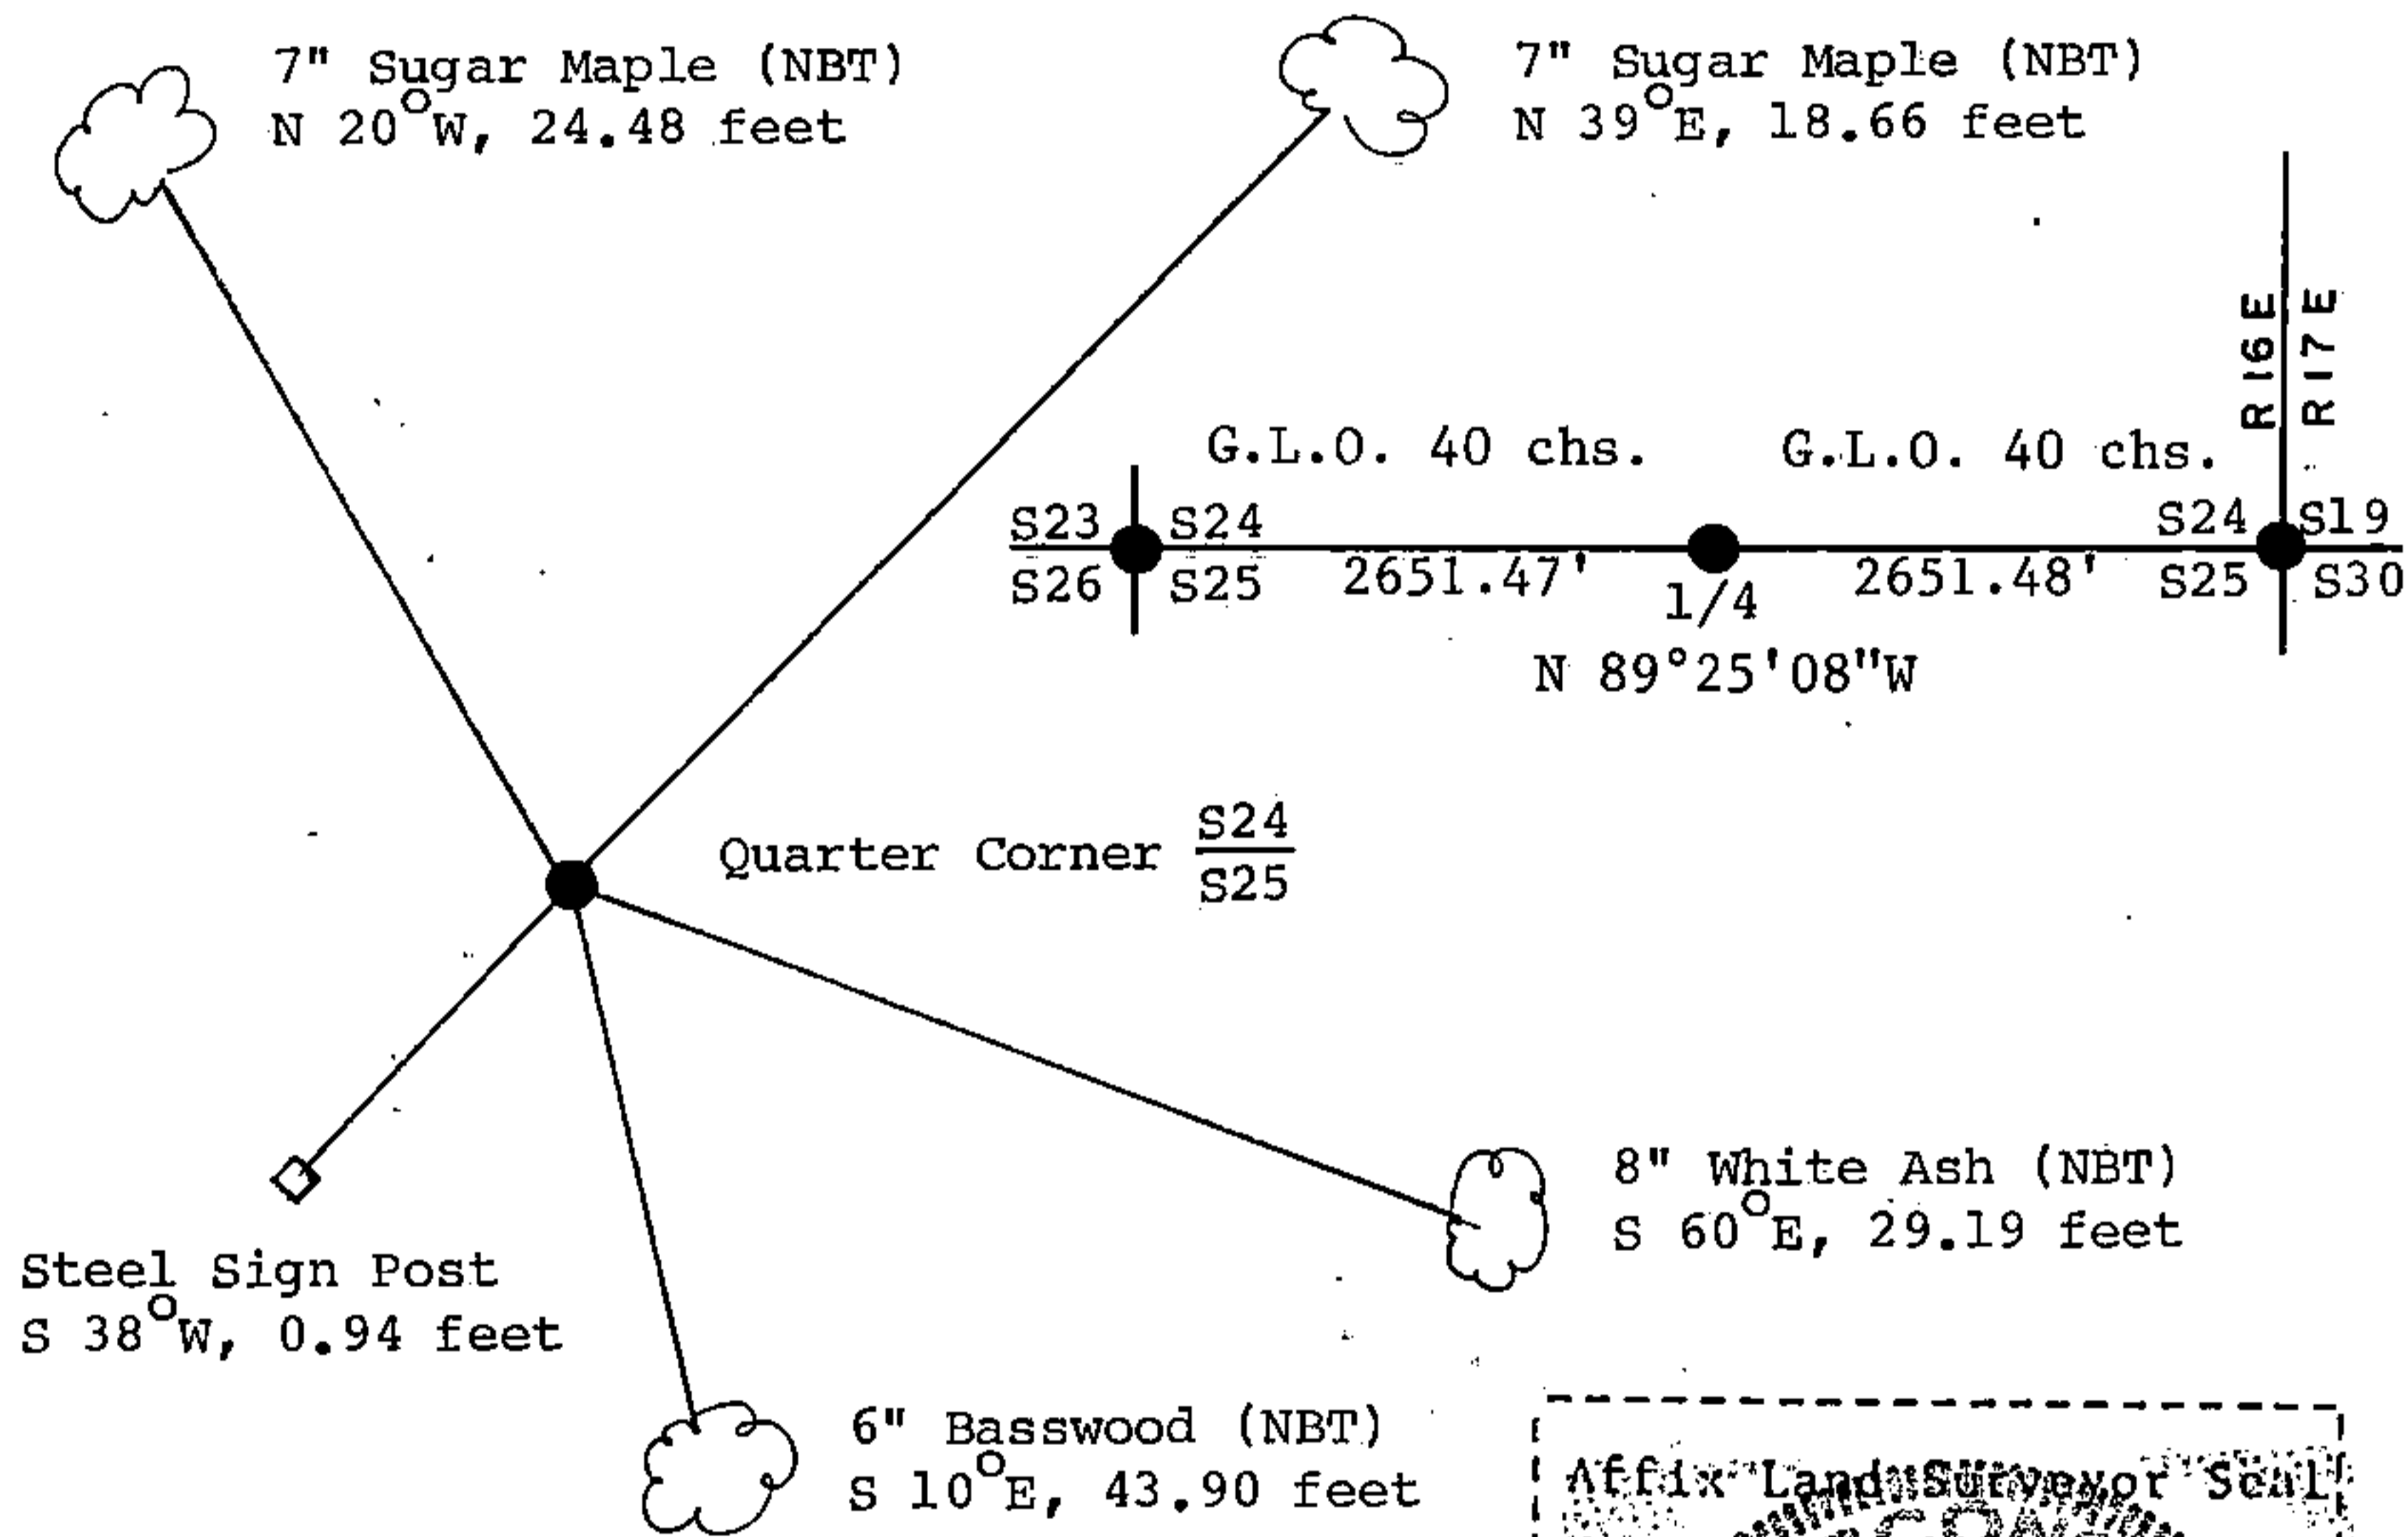 7" Sugar Maple (NBT)
N 20°W, 24.48 feet
7" Sugar Maple (NBT)
N 39°E, 18.66 feet
R 16 E
R 17 E
G.L.O. 40 chs.
G.L.O. 40 chs.
S23
S24
S24
S19
S26
S25
2651.47'
1/4
2651.48'
S25
S30
N 89°25'08"W
Quarter Corner
S24
S25
8" White Ash (NBT)
S 60°E, 29.19 feet
Steel Sign Post
S 38°W, 0.94 feet
6" Basswood (NBT)
S 10°E, 43.90 feet
Affix Land Surveyor Seal